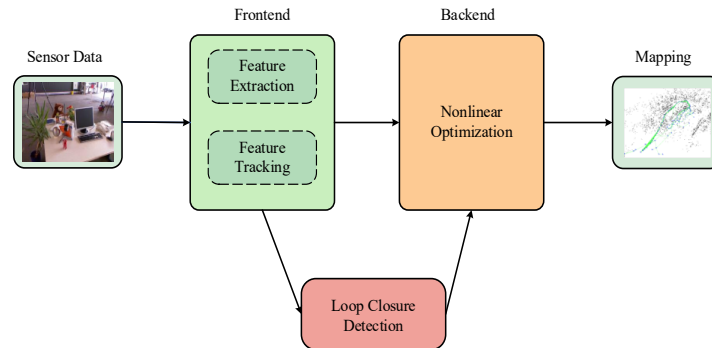 Frontend
Backend
Sensor Data
Mapping
Feature
Extraction
Feature
Tracking
Nonlinear
Optimization
Loop Closure
Detection